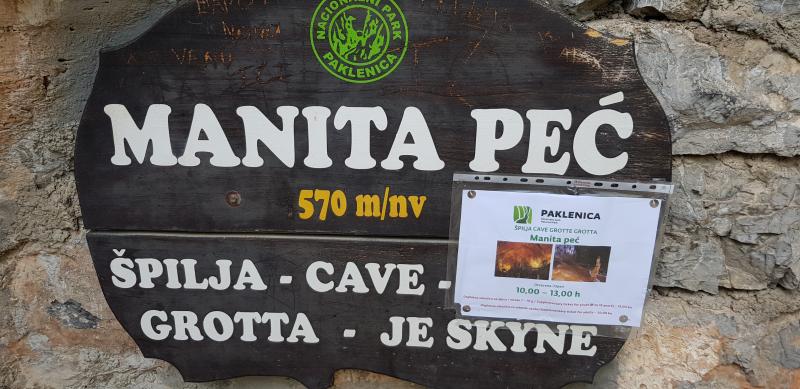 NACIONALNI PARK
PAKLENICA
MANITA PEĆ
570 m/nv
PAKLENICA
ŠPILJA CAVE GROTTE GROTTA
Manita peć
10,00 – 13,00 h
ŠPILJA - CAVE -
GROTTA - JE SKYNE